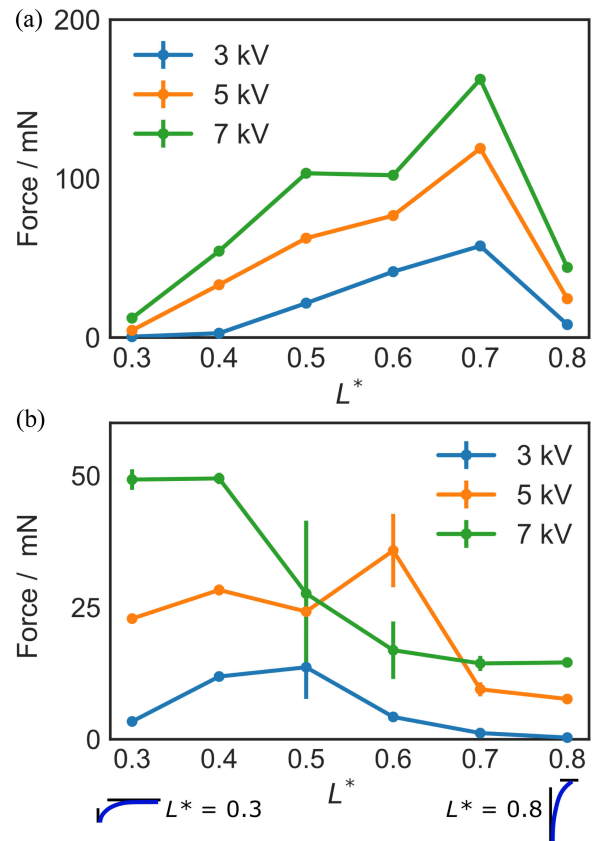 (a)
200
3 kV
5 kV
7 kV
100
0
Force / mN
0.3 0.4 0.5 0.6 0.7 0.8
L*
(b)
50
3 kV
5 kV
7 kV
25
0
Force / mN
0.3 0.4 0.5 0.6 0.7 0.8
L*
L* = 0.3
L* = 0.8